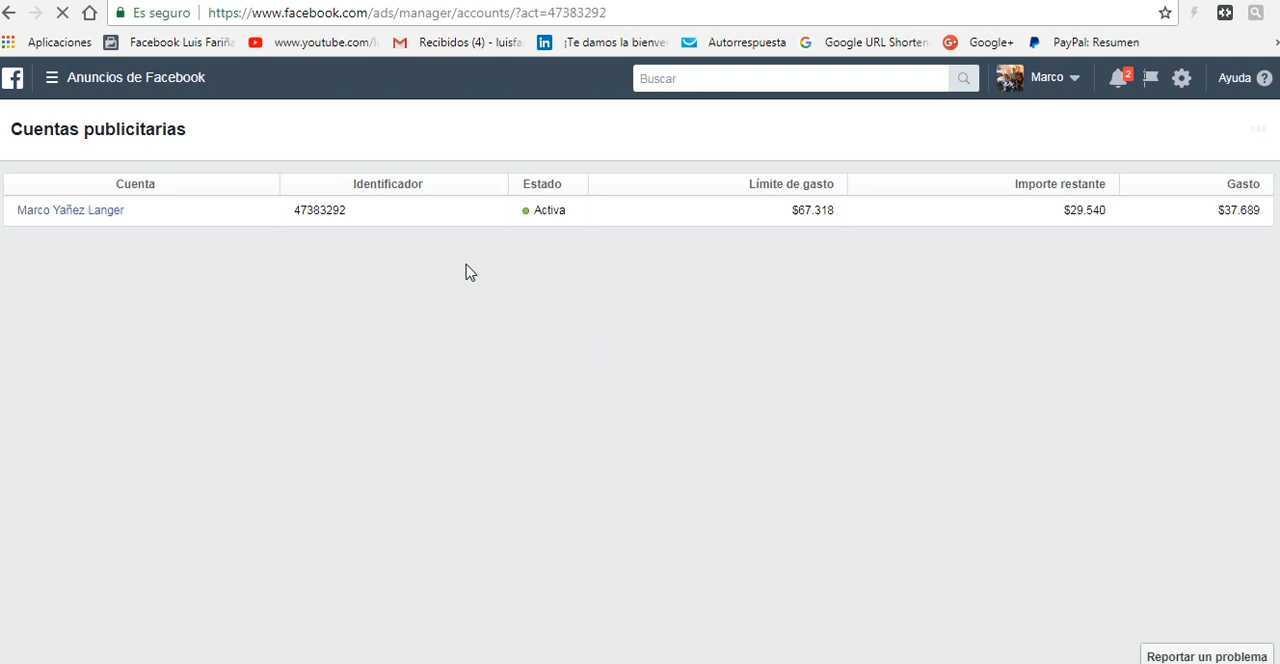 Es seguro https://www.facebook.com/ads/manager/accounts/?act=47383292
Aplicaciones Facebook Luis Fariña www.youtube.com/ Recibidos (4) - luisfa ¡Te damos la bienve Autorrespuesta Google URL Shorten Google+ PayPal: Resumen
Anuncios de Facebook Buscar Marco 2 Ayuda ?
Cuentas publicitarias
Cuenta Identificador Estado Límite de gasto Importe restante Gasto
Marco Yañez Langer 47383292 Activa $67.318 $29.540 $37.689
Reportar un problema